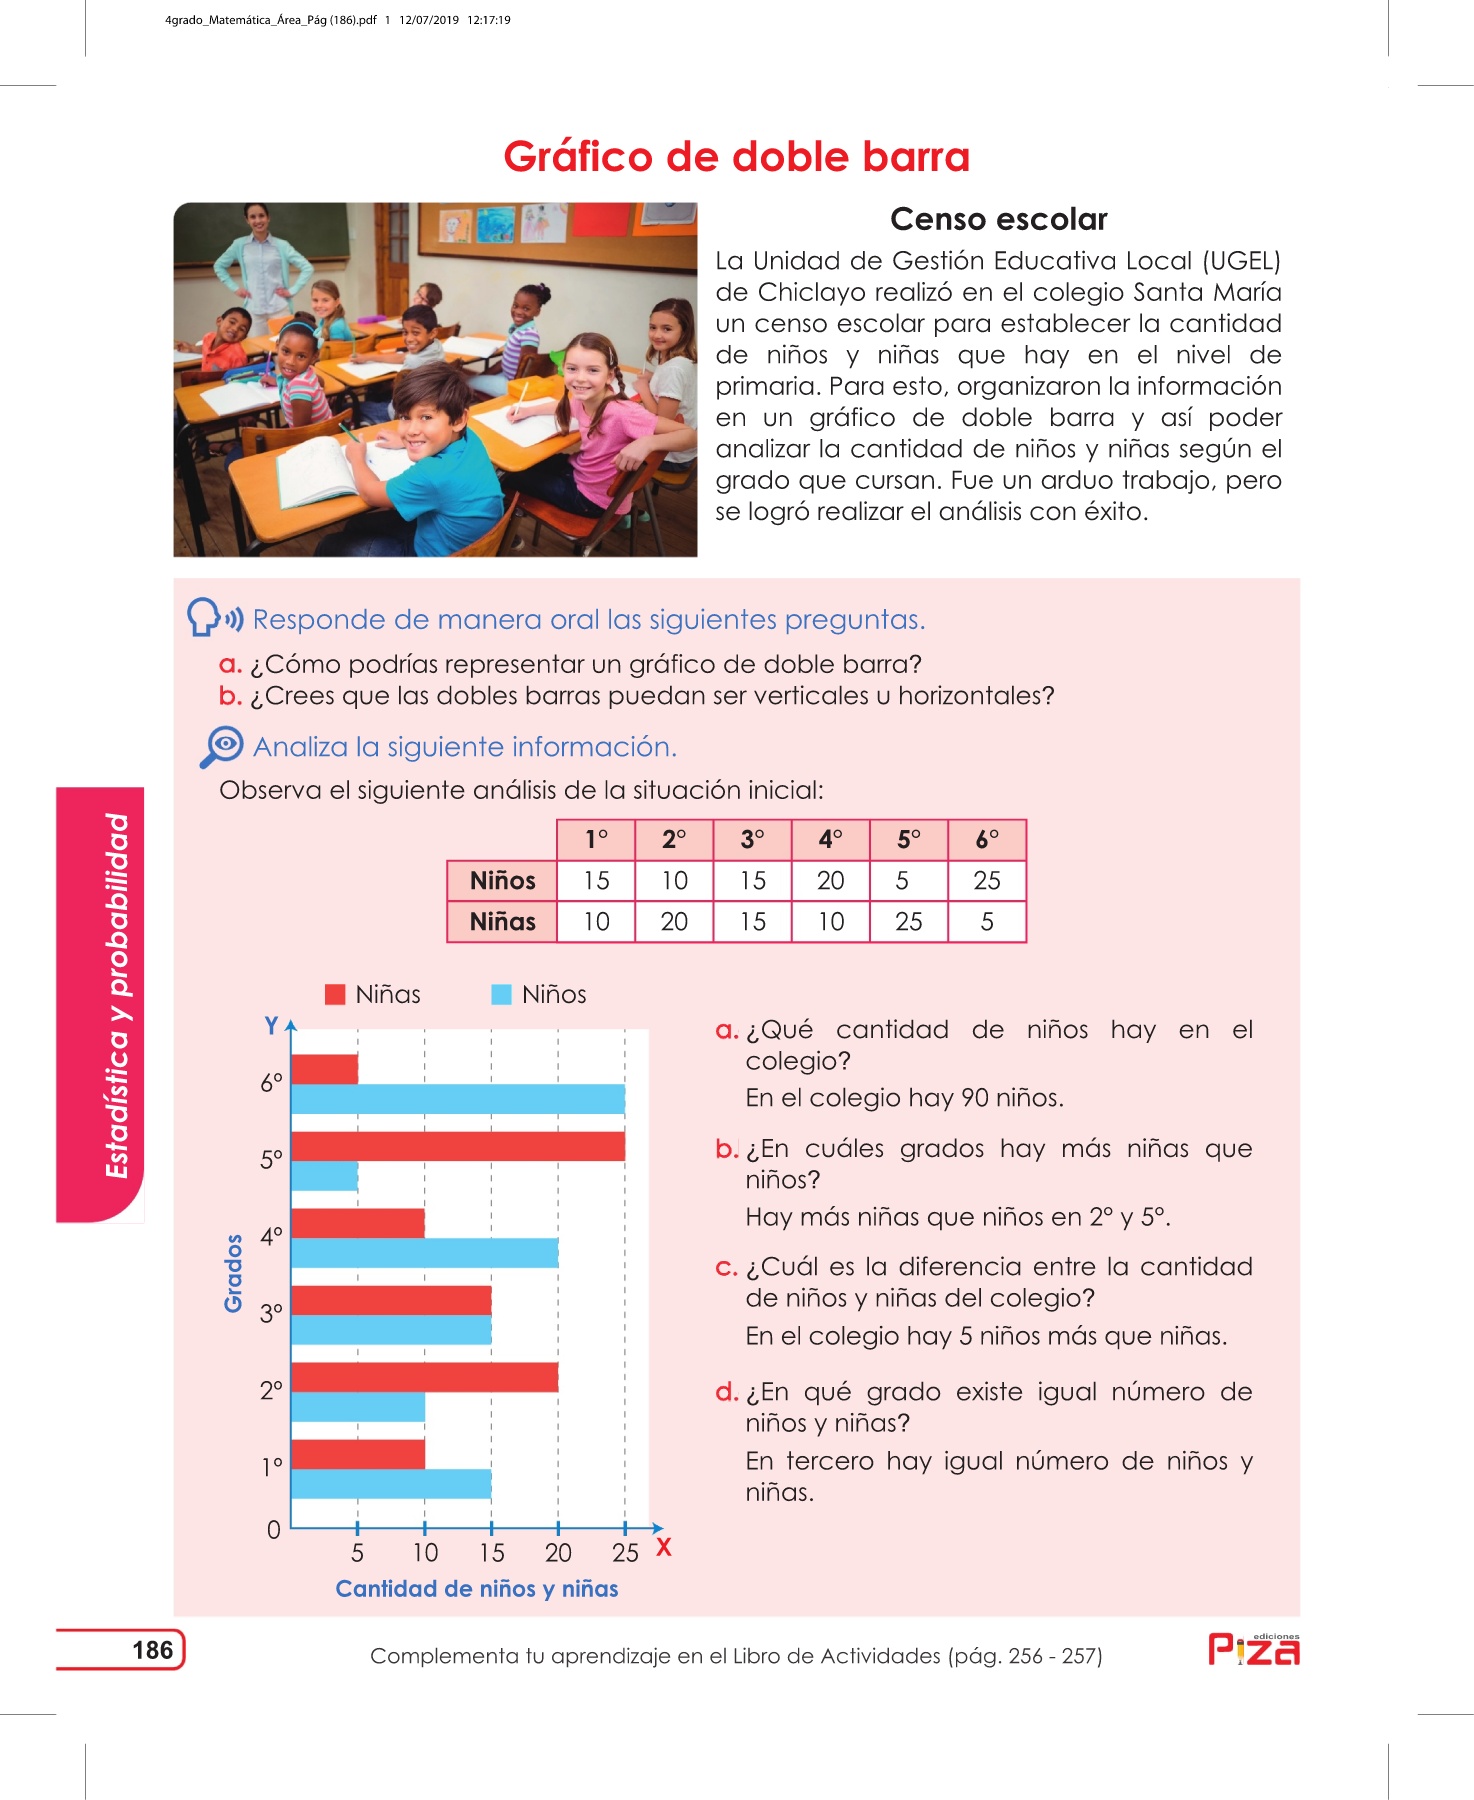 4grado_Matemática_Área_Pág (186).pdf 1 12/07/2019 12:17:19
Gráfico de doble barra
Censo escolar
La Unidad de Gestión Educativa Local (UGEL)
de Chiclayo realizó en el colegio Santa María
un censo escolar para establecer la cantidad
de niños y niñas que hay en el nivel de
primaria. Para esto, organizaron la información
en un gráfico de doble barra y así poder
analizar la cantidad de niños y niñas según el
grado que cursan. Fue un arduo trabajo, pero
se logró realizar el análisis con éxito.
Responde de manera oral las siguientes preguntas.
a. ¿Cómo podrías representar un gráfico de doble barra?
b. ¿Crees que las dobles barras puedan ser verticales u horizontales?
Analiza la siguiente información.
Observa el siguiente análisis de la situación inicial:
1° 2° 3° 4° 5° 6°
Niños 15 10 15 20 5 25
Niñas 10 20 15 10 25 5
Estadística y probabilidad
Niñas Niños
Y
6°
5°
4°
3°
2°
1°
0
Grados
5 10 15 20 25 X
Cantidad de niños y niñas
a. ¿Qué cantidad de niños hay en el
colegio?
En el colegio hay 90 niños.
b. ¿En cuáles grados hay más niñas que
niños?
Hay más niñas que niños en 2° y 5°.
c. ¿Cuál es la diferencia entre la cantidad
de niños y niñas del colegio?
En el colegio hay 5 niños más que niñas.
d. ¿En qué grado existe igual número de
niños y niñas?
En tercero hay igual número de niños y
niñas.
186
Complementa tu aprendizaje en el Libro de Actividades (pág. 256 - 257)
ediciones
Piza